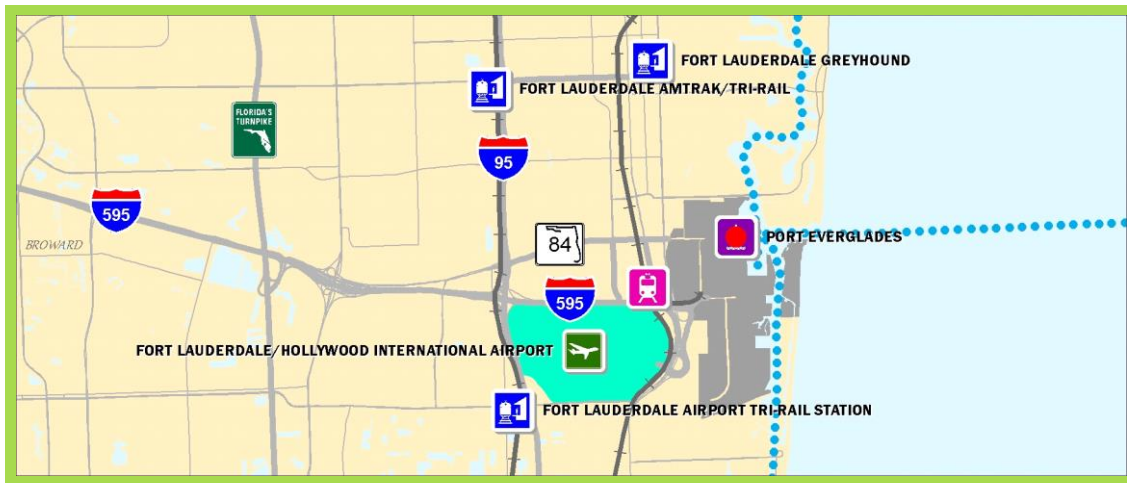 FORT LAUDERDALE GREYHOUND
FORT LAUDERDALE AMTRAK/TRI-RAIL
FLORIDA'S
TURNPIKE
95
595
84
PORT EVERGLADES
BROWARD
595
FORT LAUDERDALE/HOLLYWOOD INTERNATIONAL AIRPORT
FORT LAUDERDALE AIRPORT TRI-RAIL STATION